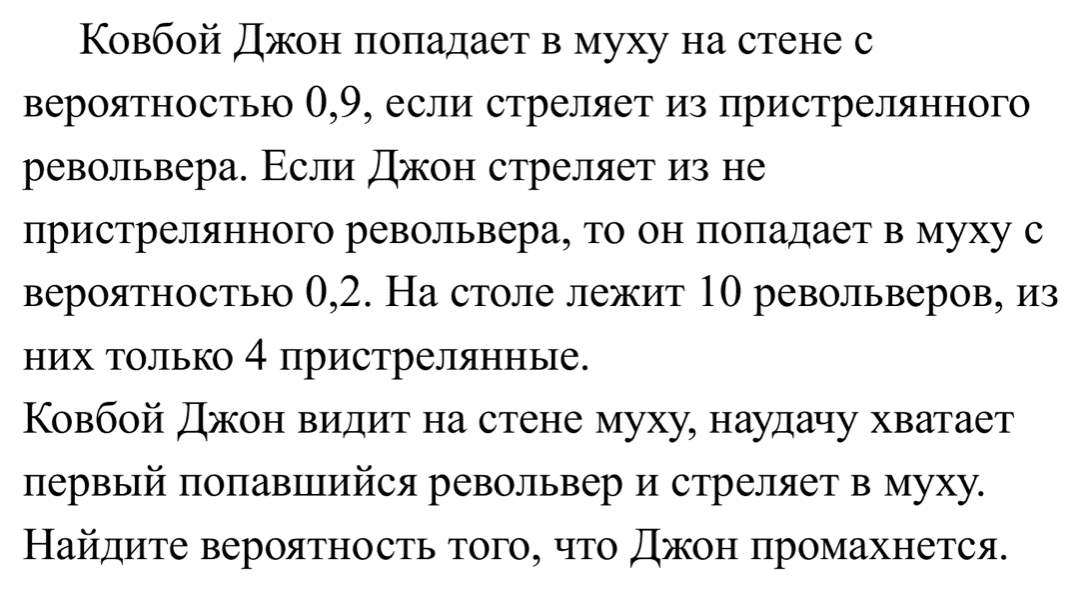 Ковбой Джон попадает в муху на стене с
вероятностью 0,9, если стреляет из пристрелянного
револьвера. Если Джон стреляет из не
пристрелянного револьвера, то он попадает в муху с
вероятностью 0,2. На столе лежит 10 револьверов, из
них только 4 пристрелянные.
Ковбой Джон видит на стене муху, наудачу хватает
первый попавшийся револьвер и стреляет в муху.
Найдите вероятность того, что Джон промахнется.